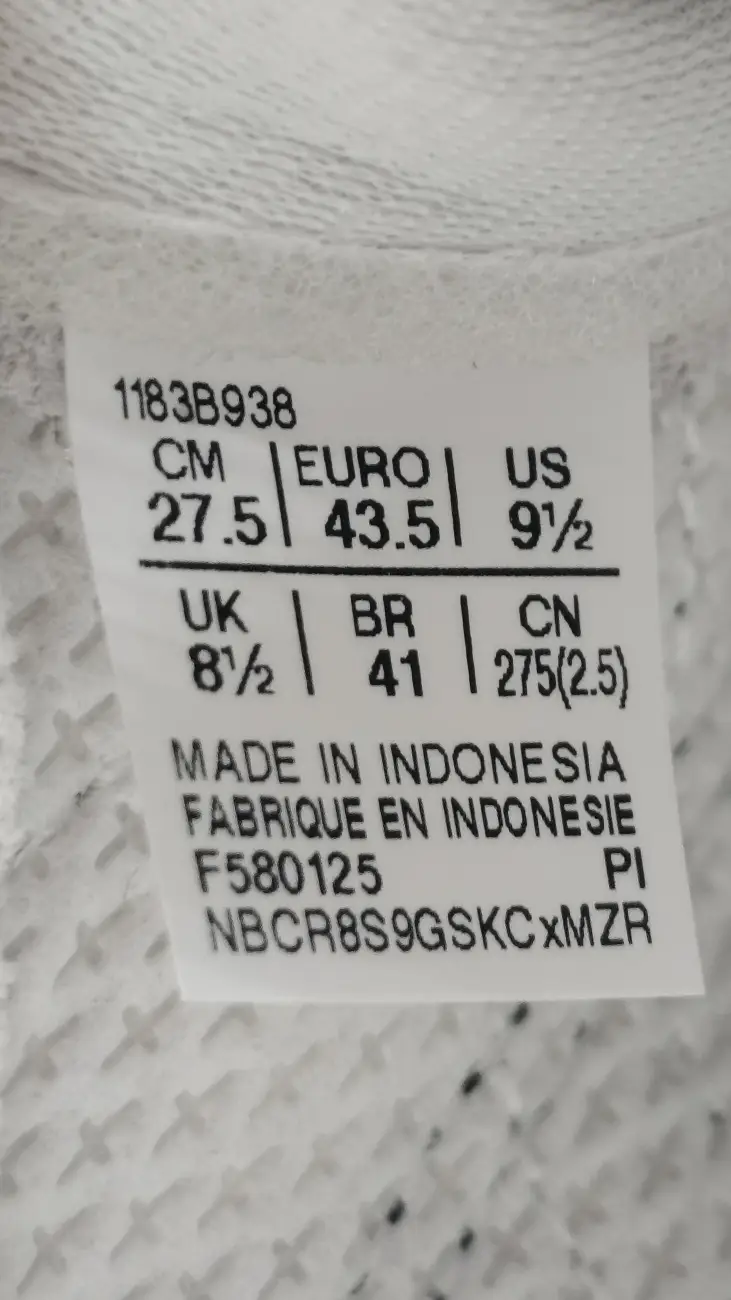 1183B938
CM | EURO | US
27.5 | 43.5 | 9½
UK | BR | CN
8½ | 41 | 275(2.5)
MADE IN INDONESIA
FABRIQUE EN INDONESIE
F580125 PI
NBCR8S9GSKCxMZR